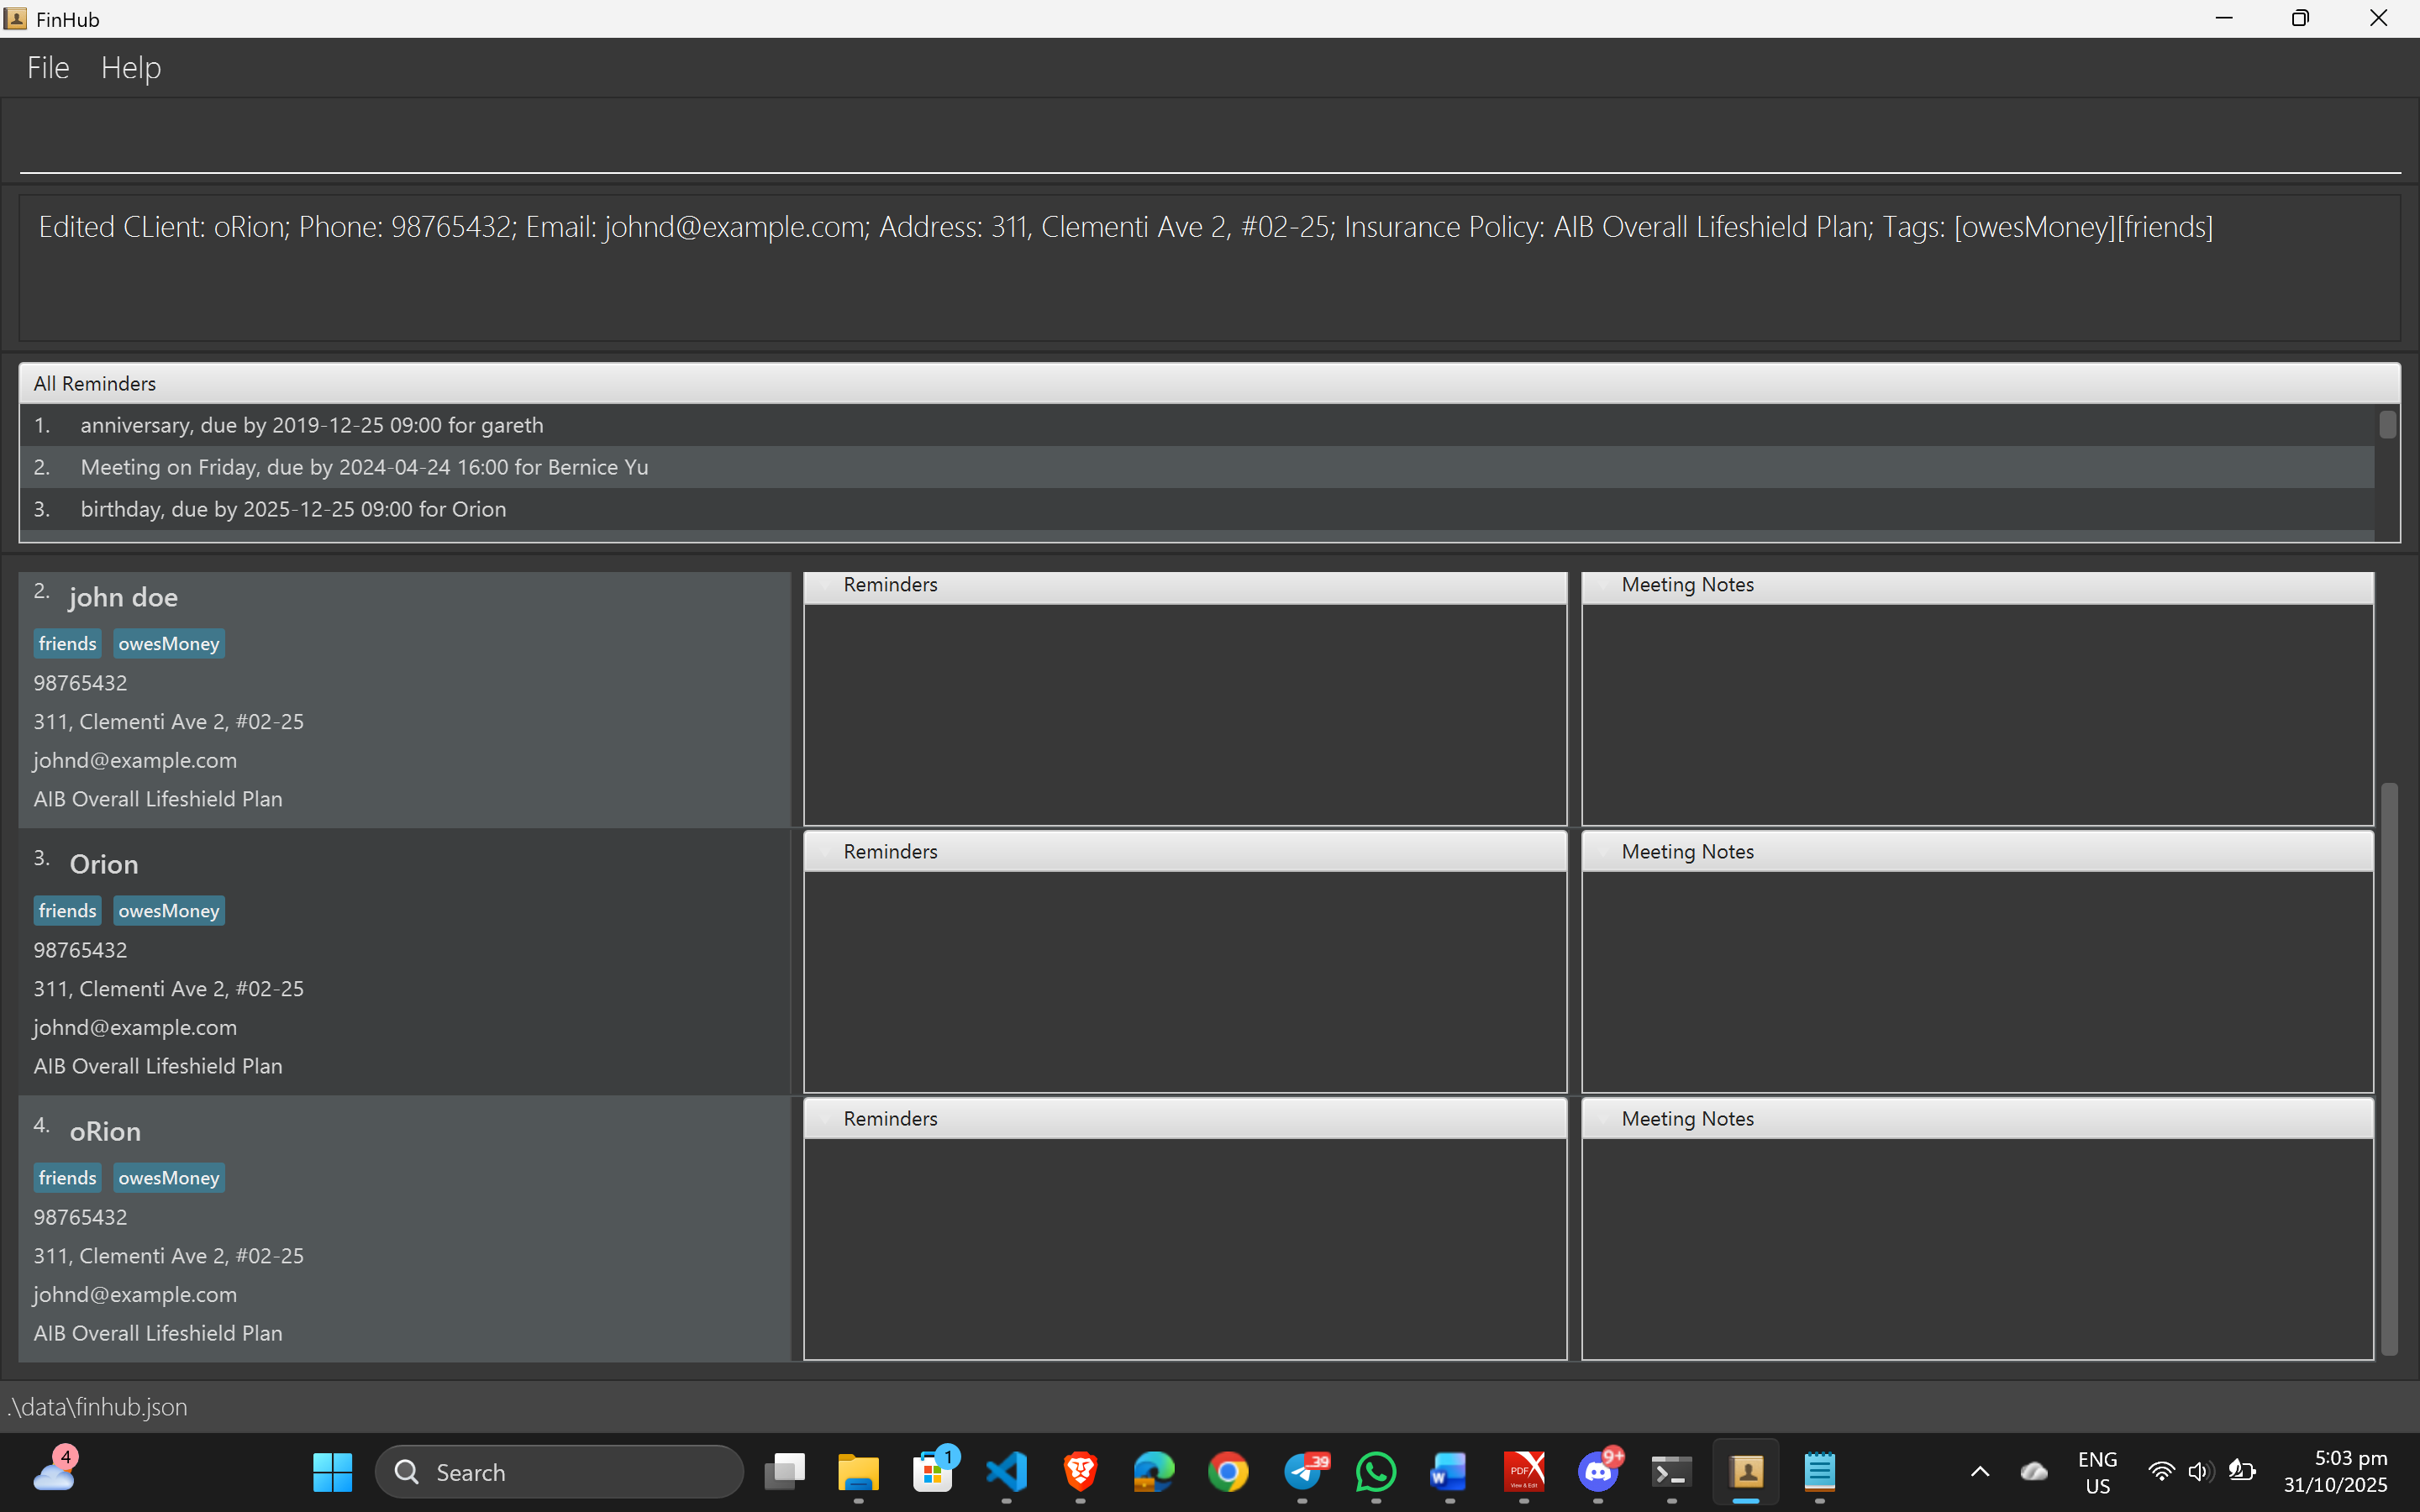 FinHub
File Help
Edited CLient: oRion; Phone: 98765432; Email: johnd@example.com; Address: 311, Clementi Ave 2, #02-25; Insurance Policy: AIB Overall Lifeshield Plan; Tags: [owesMoney][friends]
All Reminders
1. anniversary, due by 2019-12-25 09:00 for gareth
2. Meeting on Friday, due by 2024-04-24 16:00 for Bernice Yu
3. birthday, due by 2025-12-25 09:00 for Orion
2. john doe
friends owesMoney
98765432
311, Clementi Ave 2, #02-25
johnd@example.com
AIB Overall Lifeshield Plan
Reminders
Meeting Notes
3. Orion
friends owesMoney
98765432
311, Clementi Ave 2, #02-25
johnd@example.com
AIB Overall Lifeshield Plan
Reminders
Meeting Notes
4. oRion
friends owesMoney
98765432
311, Clementi Ave 2, #02-25
johnd@example.com
AIB Overall Lifeshield Plan
Reminders
Meeting Notes
.\data\finhub.json
4
Search
1
39
W
PDF
View & Edit
9+
ENG
US
5:03 pm
31/10/2025